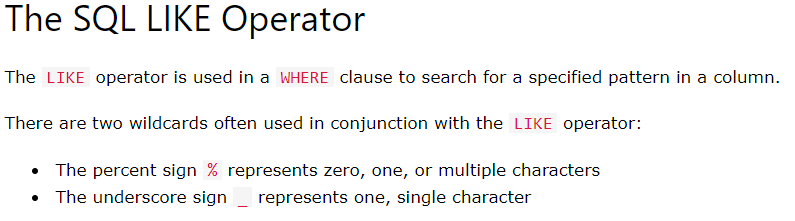 The SQL LIKE Operator
The LIKE operator is used in a WHERE clause to search for a specified pattern in a column.
There are two wildcards often used in conjunction with the LIKE operator:
• The percent sign % represents zero, one, or multiple characters
• The underscore sign _ represents one, single character